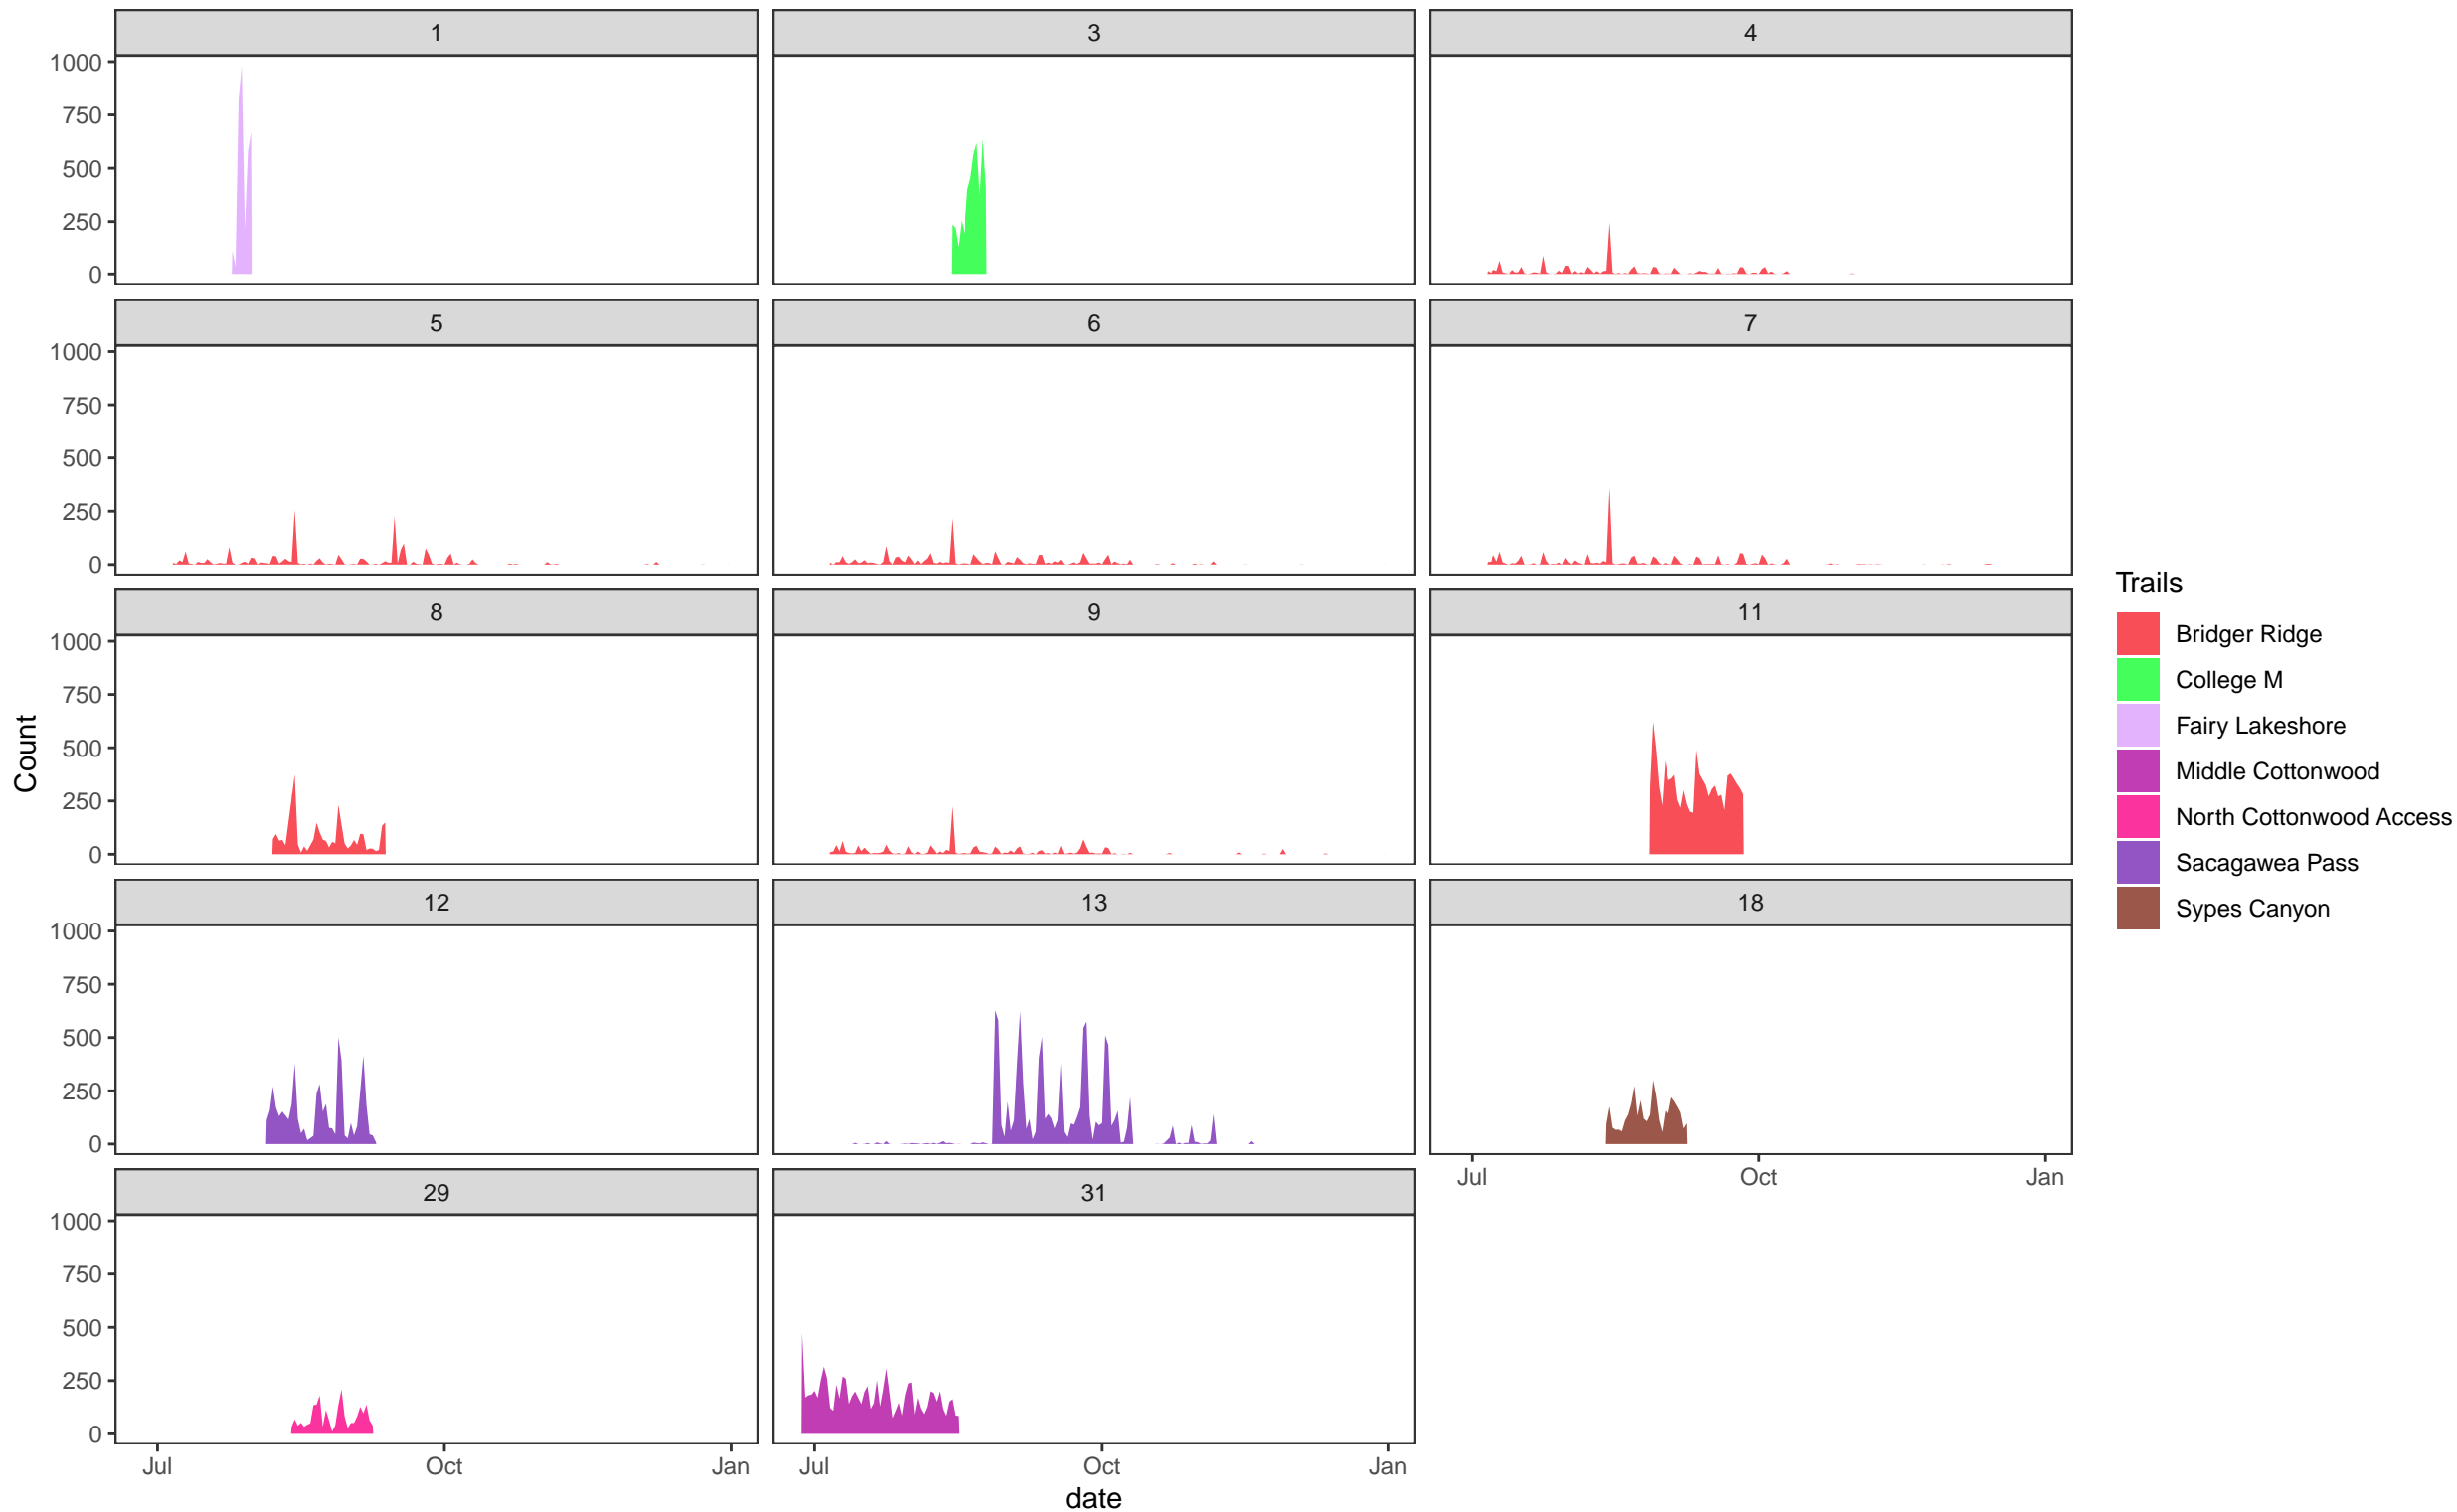 1
3
4
1000
750
500
250
0
5
6
7
1000
750
500
250
0
8
9
11
1000
750
500
250
0
12
13
18
1000
750
500
250
0
Jul
Oct
Jan
29
31
1000
750
500
250
0
Jul
Oct
Jan
Jul
Oct
Jan
date
Count
Trails
Bridger Ridge
College M
Fairy Lakeshore
Middle Cottonwood
North Cottonwood Access
Sacagawea Pass
Sypes Canyon